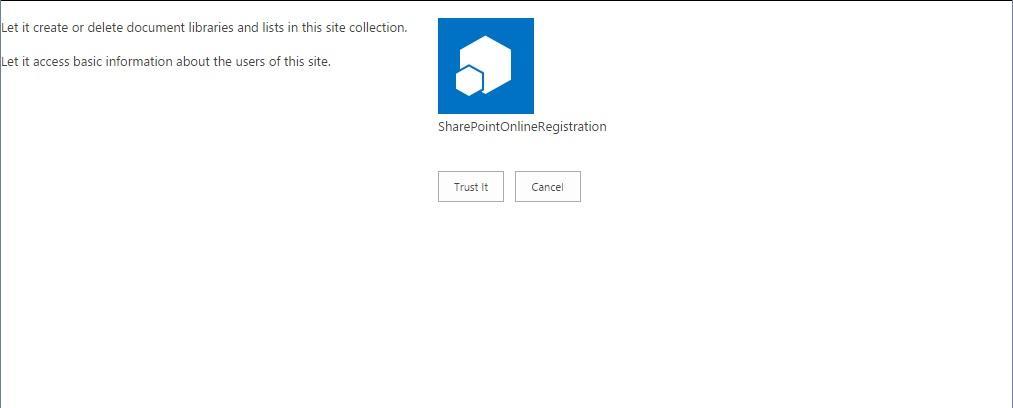 Let it create or delete document libraries and lists in this site collection.
Let it access basic information about the users of this site.
SharePointOnlineRegistration
Trust It
Cancel